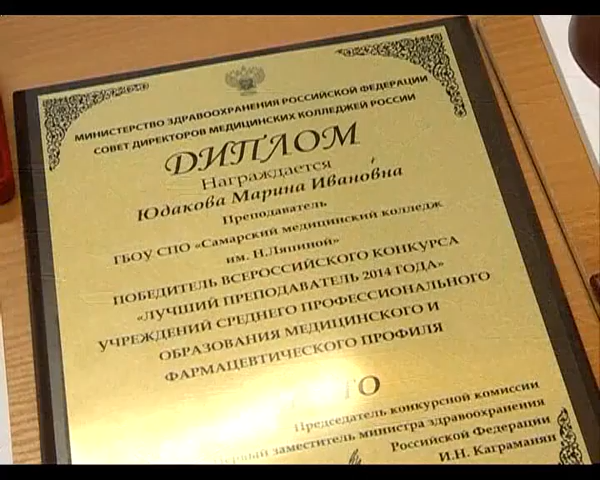 МИНИСТЕРСТВО ЗДРАВООХРАНЕНИЯ РОССИЙСКОЙ ФЕДЕРАЦИИ
СОВЕТ ДИРЕКТОРОВ МЕДИЦИНСКИХ КОЛЛЕДЖЕЙ РОССИИ
ДИПЛОМ
Награждается
Юдакова Марина Ивановна
Преподаватель
ГБОУ СПО «Самарский медицинский колледж
им. Н.Ляпиной»
ПОБЕДИТЕЛЬ ВСЕРОССИЙСКОГО КОНКУРСА
«ЛУЧШИЙ ПРЕПОДАВАТЕЛЬ 2014 ГОДА»
УЧРЕЖДЕНИЙ СРЕДНЕГО ПРОФЕССИОНАЛЬНОГО
ОБРАЗОВАНИЯ МЕДИЦИНСКОГО И
ФАРМАЦЕВТИЧЕСКОГО ПРОФИЛЯ
Председатель конкурсной комиссии
заместитель министра здравоохранения
Российской Федерации
И.Н. Каграманян